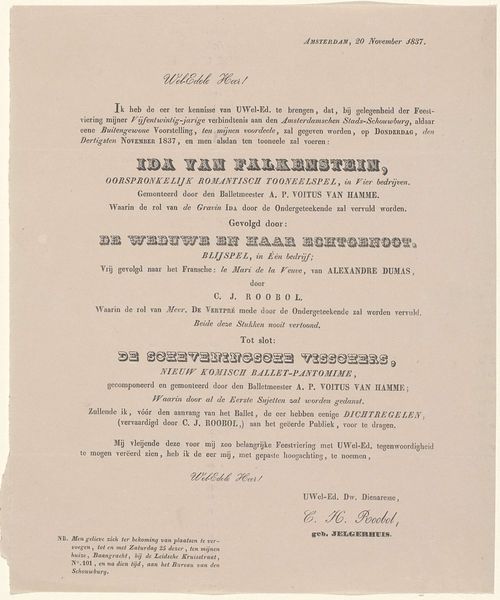 AMSTERDAM, 20 November 1837.
WelEdele Heer!
Ik heb de eer ter kennisse van UWel-Ed. te brengen, dat, bij gelegenheid der Feest-
viering mijner Vijfentwintig-jarige verbindtenis aan den Amsterdamschen Stads-Schouwburg, aldaar
eene Buitengewone Voorstelling, ten mijnen voordeele, zal gegeven worden, op DONDERDAG, den
Dertigsten NOVEMBER 1837, en men alsdan ten tooneele zal voeren:
IDA VAN FALKENSTEIN,
OORSPRONKELIJK ROMANTISCH TOONEELSPEL, in Vier bedrijven.
Gemonteerd door den Balletmeester A. P. VOITUS VAN HAMME.
Waarin de rol van de Gravin IDA door de Ondergeteekende zal vervuld worden.
Gevolgd door:
DE WEDUWE EN HAAR ECHTGENOOT.
BLIJSPEL, in Één bedrijf;
Vrij gevolgd naar het Fransche: le Mari de la Veuve, van ALEXANDRE DUMAS,
door
C. J. ROOBOL.
Waarin de rol van Mevr. DE VERTPRÉ mede door de Ondergeteekende zal worden vervuld.
Beide deze Stukken nooit vertoond.
Tot slot:
DE SCHEVENINGSCHE VISSCHERS,
NIEUW KOMISCH BALLET-PANTOMIME,
gecomponeerd en gemonteerd door den Balletmeester A. P. VOITUS VAN HAMME;
Waarin door al de Eerste Sujetten zal worden gedanst.
Zullende ik, vóór den aanvang van het Ballet, de eer hebben eenige DICHTREGELEN,
(vervaardigd door C. J. ROOBOL,) aan het geëerde Publiek, voor te dragen.
Mij vleijende deze voor mij zoo belangrijke Feestviering met UWel-Ed. tegenwoordigheid
te mogen vereerd zien, heb ik de eer mij, met gepaste hoogachting, te noemen,
WelEdele Heer!
UWel-Ed. Dw. Dienaresse,
C. H. Roobol,
geb. JELGERHUIS.
NB. Men gelieve zich ter bekoming van plaatsen te ver-
voegen, tot en met Zaturdag 25 dezer, ten mijnen
huize, Baangracht, bij de Leidsche Kruisstraat,
No. 101, en na dien tijd, aan het Bureau van den
Schouwburg.